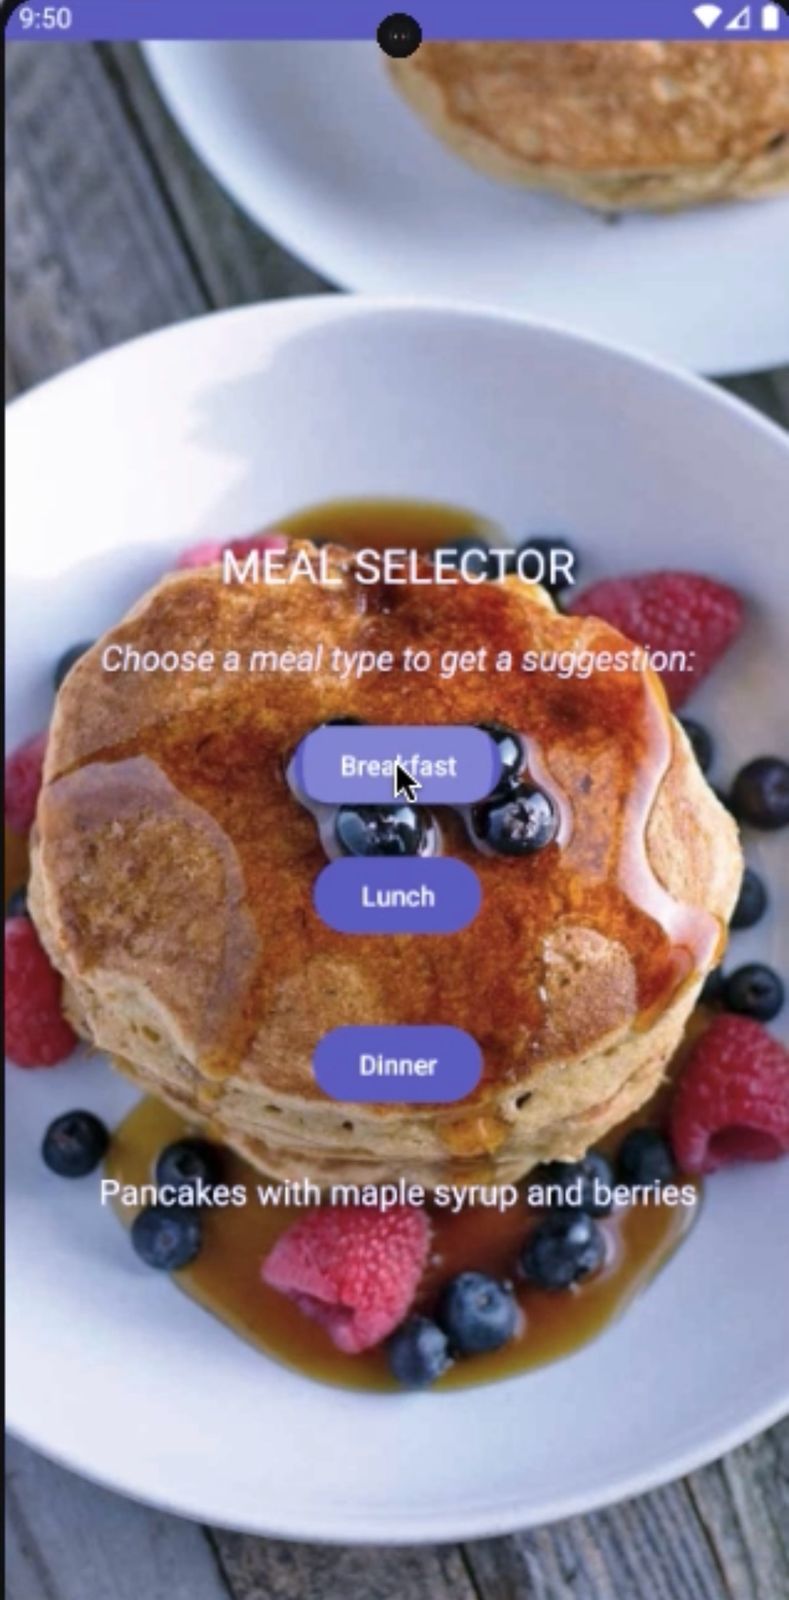 9:50
MEAL SELECTOR
Choose a meal type to get a suggestion:
Breakfast
Lunch
Dinner
Pancakes with maple syrup and berries